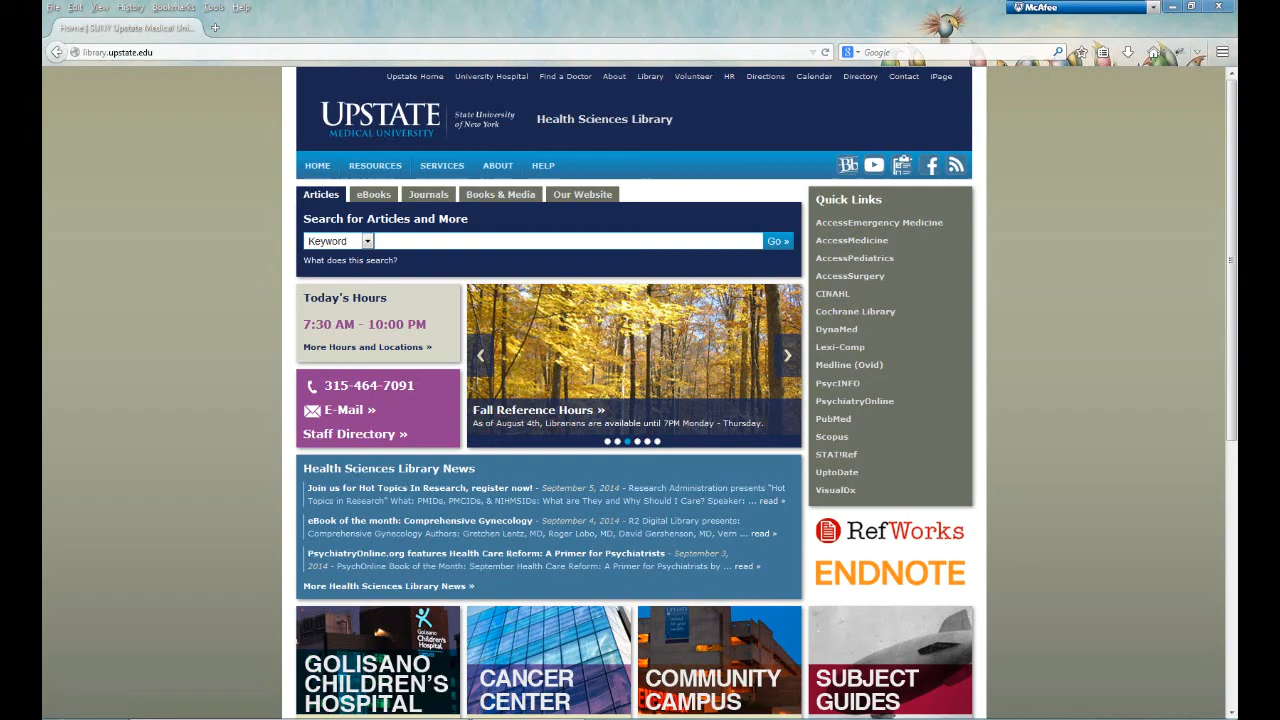 File Edit View History Bookmarks Tools Help
McAfee
Home | SUNY Upstate Medical Uni...
library.upstate.edu
Google
Upstate Home University Hospital Find a Doctor About Library Volunteer HR Directions Calendar Directory Contact iPage
UPSTATE
MEDICAL UNIVERSITY
State University
of New York
Health Sciences Library
HOME RESOURCES SERVICES ABOUT HELP
Bb
Articles eBooks Journals Books & Media Our Website
Search for Articles and More
Keyword
Go »
What does this search?
Today's Hours
7:30 AM - 10:00 PM
More Hours and Locations »
315-464-7091
E-Mail »
Staff Directory »
Fall Reference Hours »
As of August 4th, Librarians are available until 7PM Monday - Thursday.
Health Sciences Library News
Join us for Hot Topics In Research, register now! - September 5, 2014 - Research Administration presents "Hot
Topics in Research" What: PMIDs, PMCIDs, & NIHMSIDs: What are They and Why Should I Care? Speaker: ... read »
eBook of the month: Comprehensive Gynecology - September 4, 2014 - R2 Digital Library presents:
Comprehensive Gynecology Authors: Gretchen Lentz, MD, Roger Lobo, MD, David Gershenson, MD, Vern ... read »
PsychiatryOnline.org features Health Care Reform: A Primer for Psychiatrists - September 3,
2014 - PsychOnline Book of the Month: September Health Care Reform: A Primer for Psychiatrists by ... read »
More Health Sciences Library News »
Quick Links
AccessEmergency Medicine
AccessMedicine
AccessPediatrics
AccessSurgery
CINAHL
Cochrane Library
DynaMed
Lexi-Comp
Medline (Ovid)
PsycINFO
PsychiatryOnline
PubMed
Scopus
STAT!Ref
UptoDate
VisualDx
RefWorks
ENDNOTE
Golisano
Children's
Hospital
GOLISANO
CHILDREN'S
HOSPITAL
CANCER
CENTER
UPSTATE
COMMUNITY
CAMPUS
SUBJECT
GUIDES